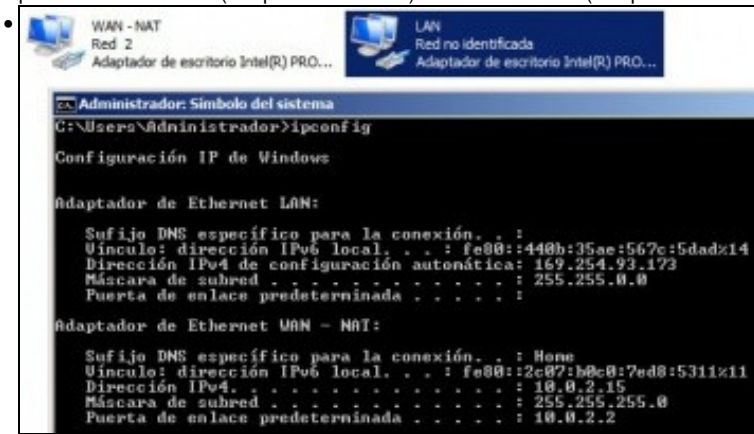 WAN - NAT
Red 2
Adaptador de escritorio Intel(R) PRO...
LAN
Red no identificada
Adaptador de escritorio Intel(R) PRO...
Administrador: Símbolo del sistema
C:\Users\Administrador>ipconfig
Configuración IP de Windows
Adaptador de Ethernet LAN:
Sufijo DNS específico para la conexión. . :
Vínculo: dirección IPv6 local. . . : fe80::440b:35ae:567c:5dad%14
Dirección IPv4 de configuración automática: 169.254.93.173
Máscara de subred . . . . . . . . . . . . : 255.255.0.0
Puerta de enlace predeterminada . . . . . :
Adaptador de Ethernet WAN - NAT:
Sufijo DNS específico para la conexión. . : Home
Vínculo: dirección IPv6 local. . . : fe80::2c07:b0c0:7ed8:5311%11
Dirección IPv4. . . . . . . . . . . . . . : 10.0.2.15
Máscara de subred . . . . . . . . . . . . : 255.255.255.0
Puerta de enlace predeterminada . . . . . : 10.0.2.2